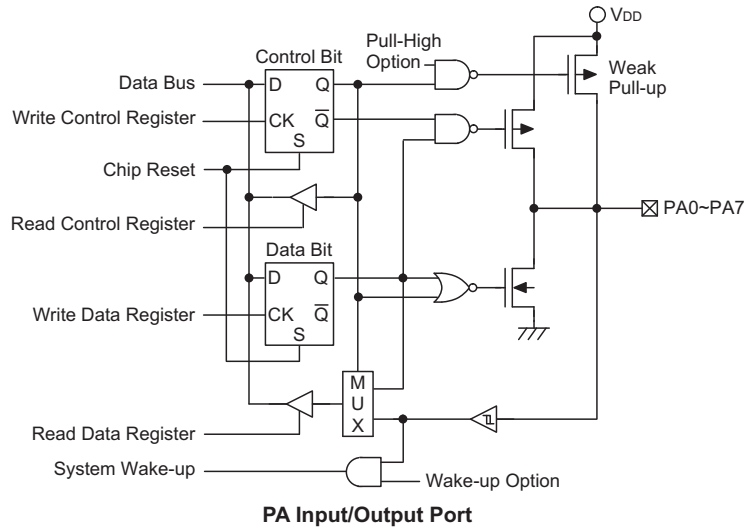 VDD
Control Bit
Pull-High
Option
Weak
Pull-up
Data Bus
D
Q
Write Control Register
CK
Q
S
Chip Reset
PA0~PA7
Read Control Register
Data Bit
D
Q
Write Data Register
CK
Q
S
M
U
X
Read Data Register
System Wake-up
Wake-up Option
PA Input/Output Port